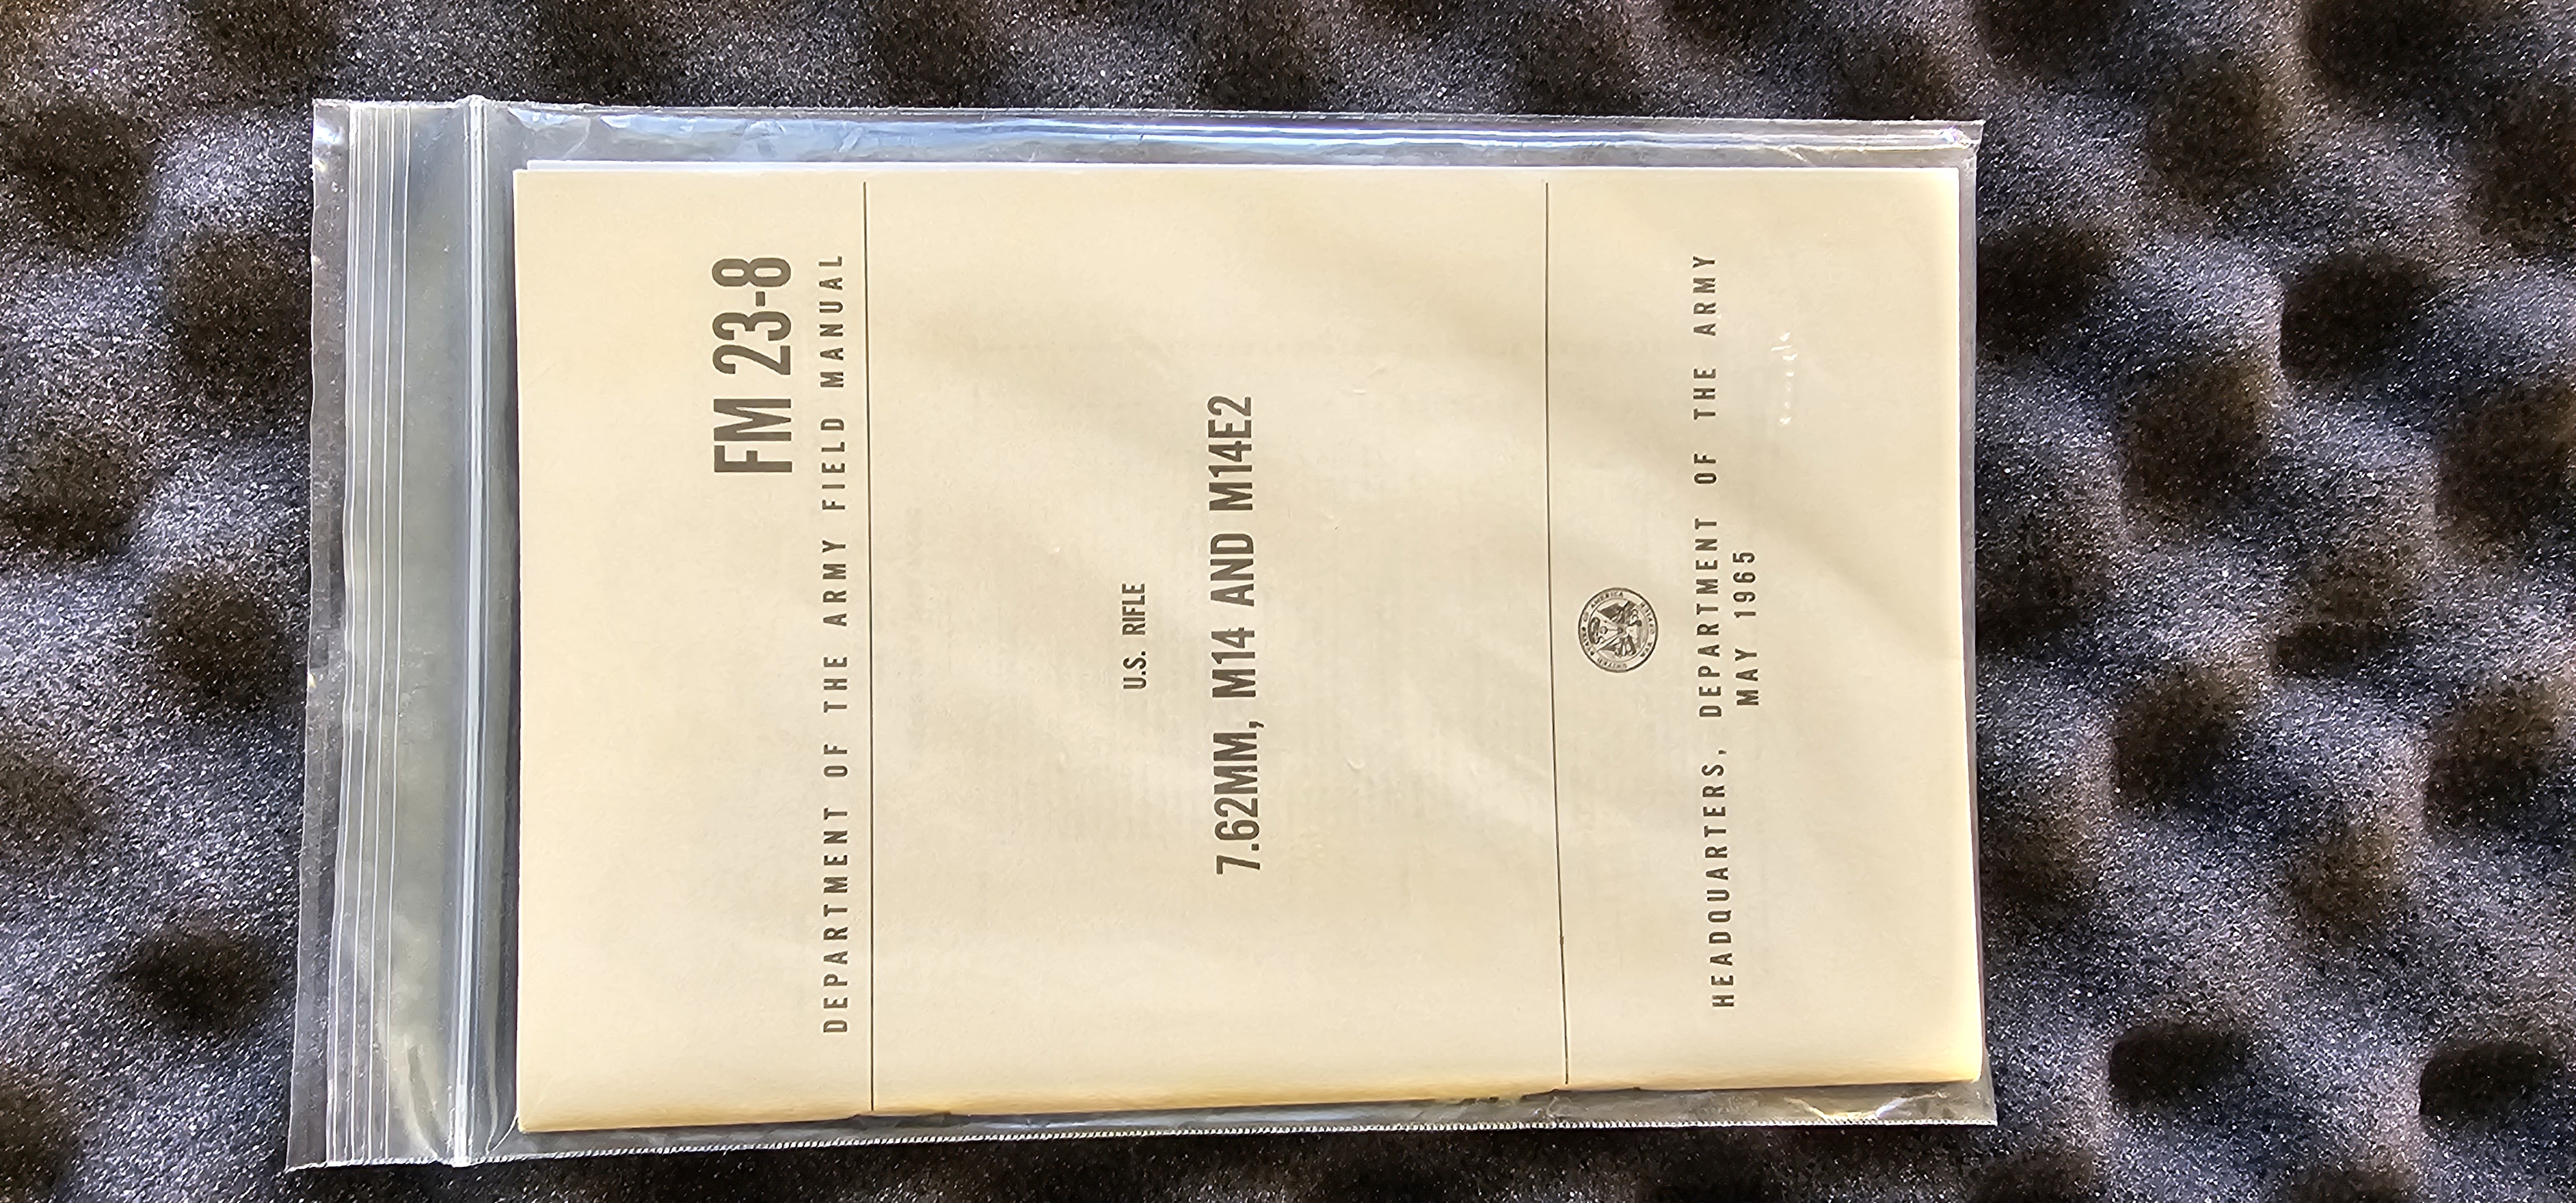 FM 23-8
DEPARTMENT OF THE ARMY FIELD MANUAL
U.S. RIFLE
7.62MM, M14 AND M14E2
HEADQUARTERS, DEPARTMENT OF THE ARMY
MAY 1965